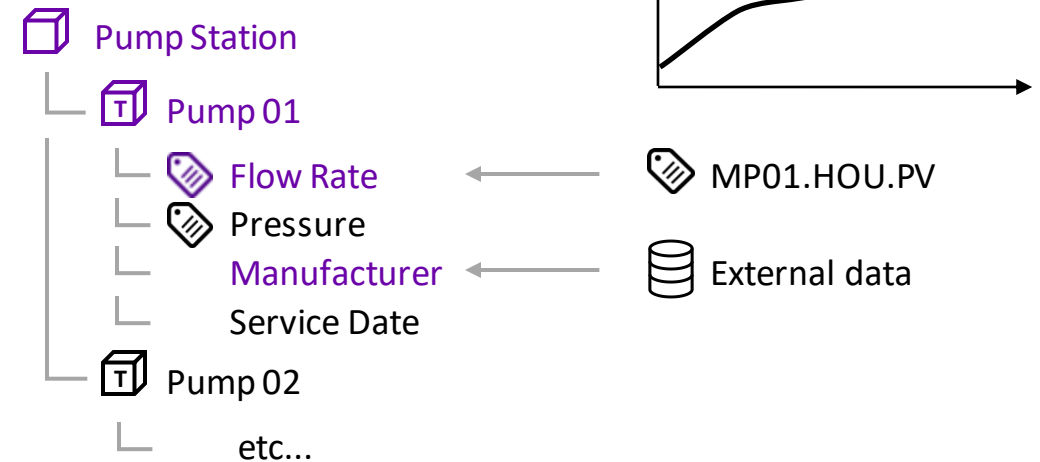 Pump Station
T Pump 01
Flow Rate
MP01.HOU.PV
Pressure
Manufacturer
External data
Service Date
T Pump 02
etc...